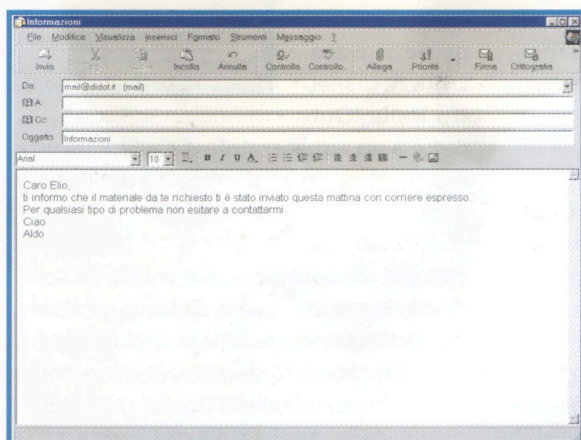 Informazioni
File Modifica Visualizza Inserisci Formato Strumenti Messaggio ?
Invia Taglia Copia Incolla Annulla Controlla Controllo... Allega Priorità Firma Crittografia
Da: mail@didot.it (mail)
A:
Cc:
Oggetto: Informazioni
Arial 10 G I S A
Caro Elio,
ti informo che il materiale da te richiesto ti è stato inviato questa mattina con corriere espresso.
Per qualsiasi tipo di problema non esitare a contattarmi.
Ciao
Aldo